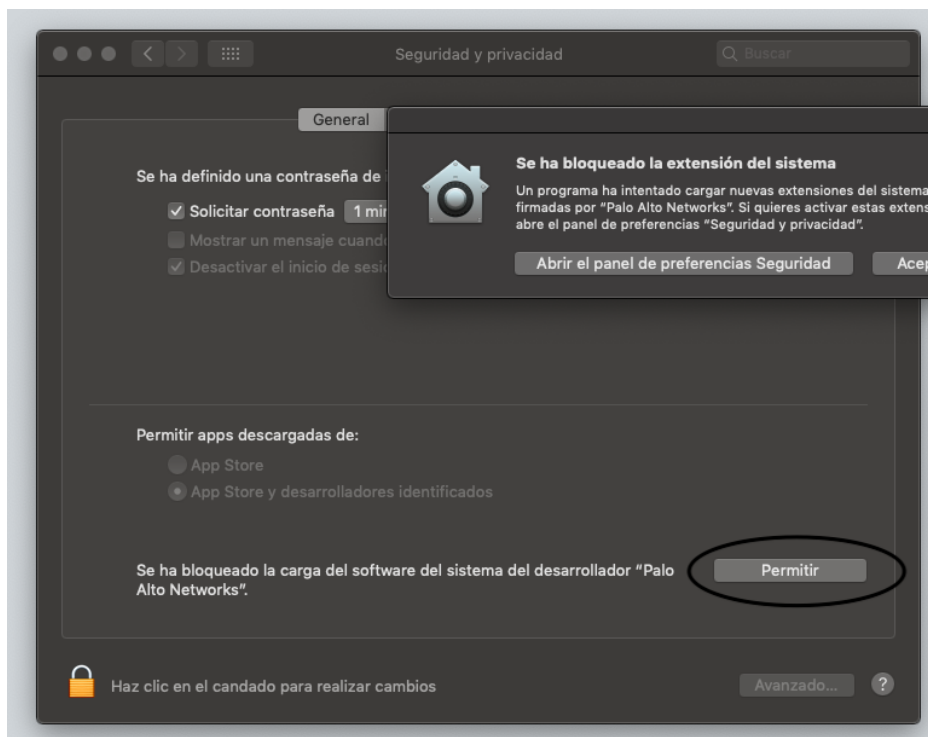 Seguridad y privacidad
Buscar
General
Se ha definido una contraseña de
Solicitar contraseña
1 min
Mostrar un mensaje cuando
Desactivar el inicio de sesi
Se ha bloqueado la extensión del sistema
Un programa ha intentado cargar nuevas extensiones del sistema
firmadas por “Palo Alto Networks”. Si quieres activar estas extens
abre el panel de preferencias “Seguridad y privacidad”.
Abrir el panel de preferencias Seguridad
Acep
Permitir apps descargadas de:
App Store
App Store y desarrolladores identificados
Se ha bloqueado la carga del software del sistema del desarrollador “Palo
Alto Networks”.
Permitir
Haz clic en el candado para realizar cambios
Avanzado...
?